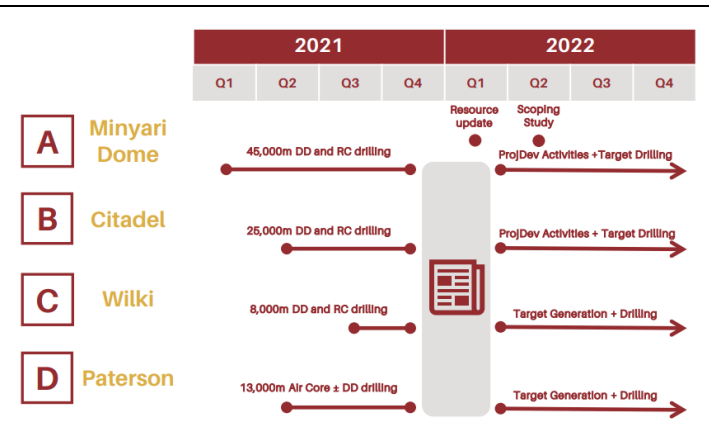 2021 2022
Q1 Q2 Q3 Q4 Q1 Q2 Q3 Q4
Resource
update
Scoping
Study
A
Minyari
Dome
45,000m DD and RC drilling
ProjDev Activities +Target Drilling
B
Citadel
25,000m DD and RC drilling
ProjDev Activities + Target Drilling
C
Wilki
8,000m DD and RC drilling
Target Generation + Drilling
D
Paterson
13,000m Air Core ± DD drilling
Target Generation + Drilling